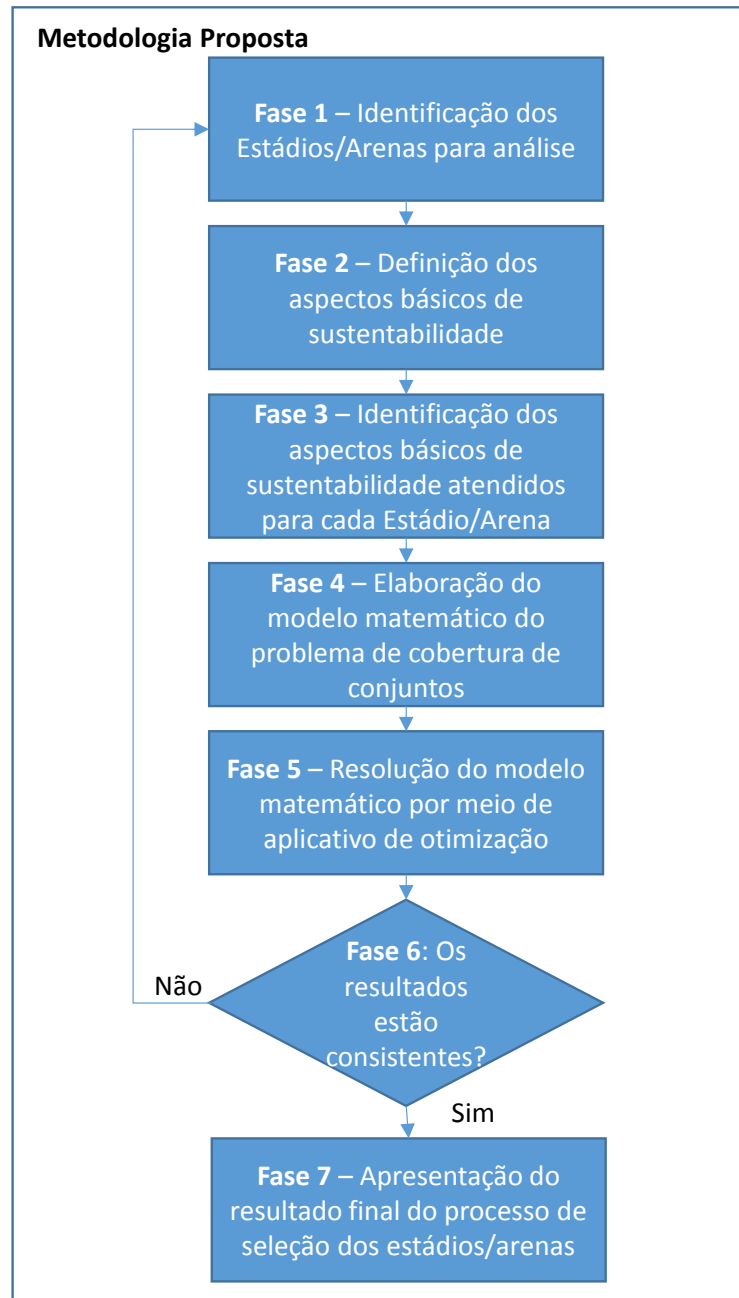 Metodologia Proposta
Fase 1 – Identificação dos
Estádios/Arenas para análise
Fase 2 – Definição dos
aspectos básicos de
sustentabilidade
Fase 3 – Identificação dos
aspectos básicos de
sustentabilidade atendidos
para cada Estádio/Arena
Fase 4 – Elaboração do
modelo matemático do
problema de cobertura de
conjuntos
Fase 5 – Resolução do modelo
matemático por meio de
aplicativo de otimização
Fase 6: Os
resultados
estão
consistentes?
Não
Sim
Fase 7 – Apresentação do
resultado final do processo de
seleção dos estádios/arenas